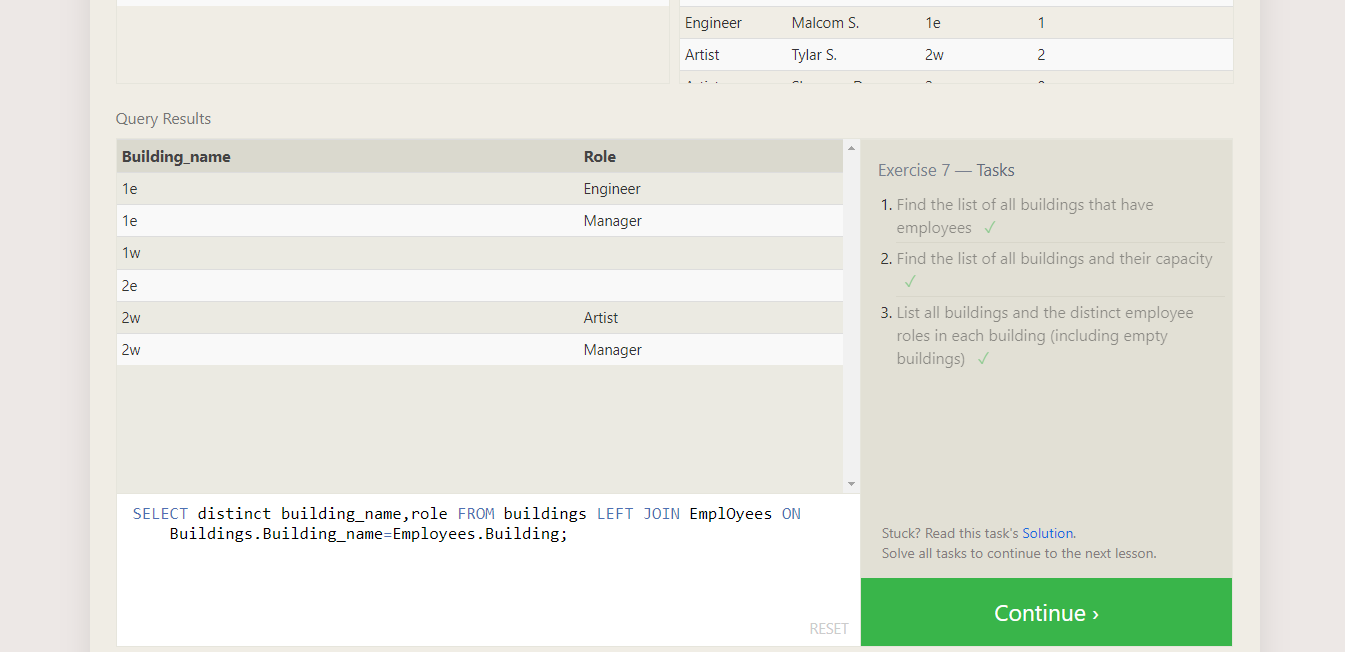 Engineer Malcom S. 1e 1
Artist Tylar S. 2w 2
Query Results
Building_name Role
1e Engineer
1e Manager
1w
2e
2w Artist
2w Manager
SELECT distinct building_name,role FROM buildings LEFT JOIN EmplOyees ON
Buildings.Building_name=Employees.Building;
RESET
Exercise 7 — Tasks
1. Find the list of all buildings that have
employees ✓
2. Find the list of all buildings and their capacity
✓
3. List all buildings and the distinct employee
roles in each building (including empty
buildings) ✓
Stuck? Read this task's Solution.
Solve all tasks to continue to the next lesson.
Continue ›